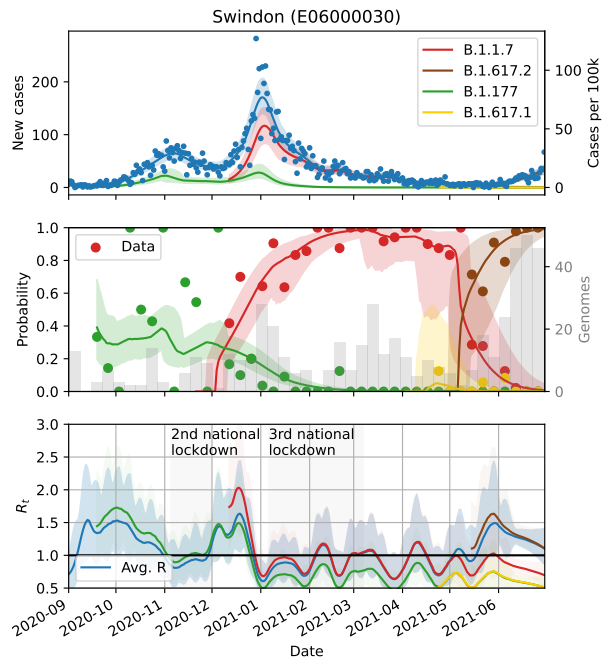 Swindon (E06000030)
New cases
200
100
0
B.1.1.7
B.1.617.2
B.1.177
B.1.617.1
100
50
0
Cases per 100k
Probability
1.0
0.8
0.6
0.4
0.2
0.0
Data
40
20
0
Genomes
R_t
3.0
2.5
2.0
1.5
1.0
0.5
2nd national
lockdown
3rd national
lockdown
Avg. R
2020-09
2020-10
2020-11
2020-12
2021-01
2021-02
2021-03
2021-04
2021-05
2021-06
Date